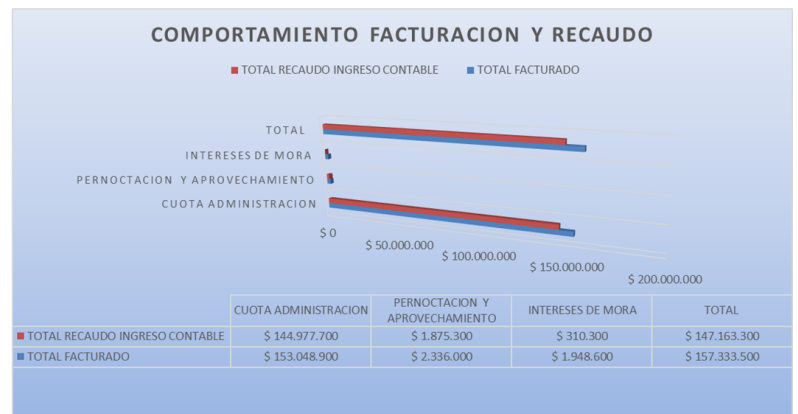 COMPORTAMIENTO FACTURACION Y RECAUDO
TOTAL RECAUDO INGRESO CONTABLE TOTAL FACTURADO
TOTAL
INTERESES DE MORA
PERNOCTACION Y APROVECHAMIENTO
CUOTA ADMINISTRACION
$ 0
$ 50.000.000
$ 100.000.000
$ 150.000.000
$ 200.000.000
CUOTA ADMINISTRACION PERNOCTACION Y APROVECHAMIENTO INTERESES DE MORA TOTAL
TOTAL RECAUDO INGRESO CONTABLE $ 144.977.700 $ 1.875.300 $ 310.300 $ 147.163.300
TOTAL FACTURADO $ 153.048.900 $ 2.336.000 $ 1.948.600 $ 157.333.500